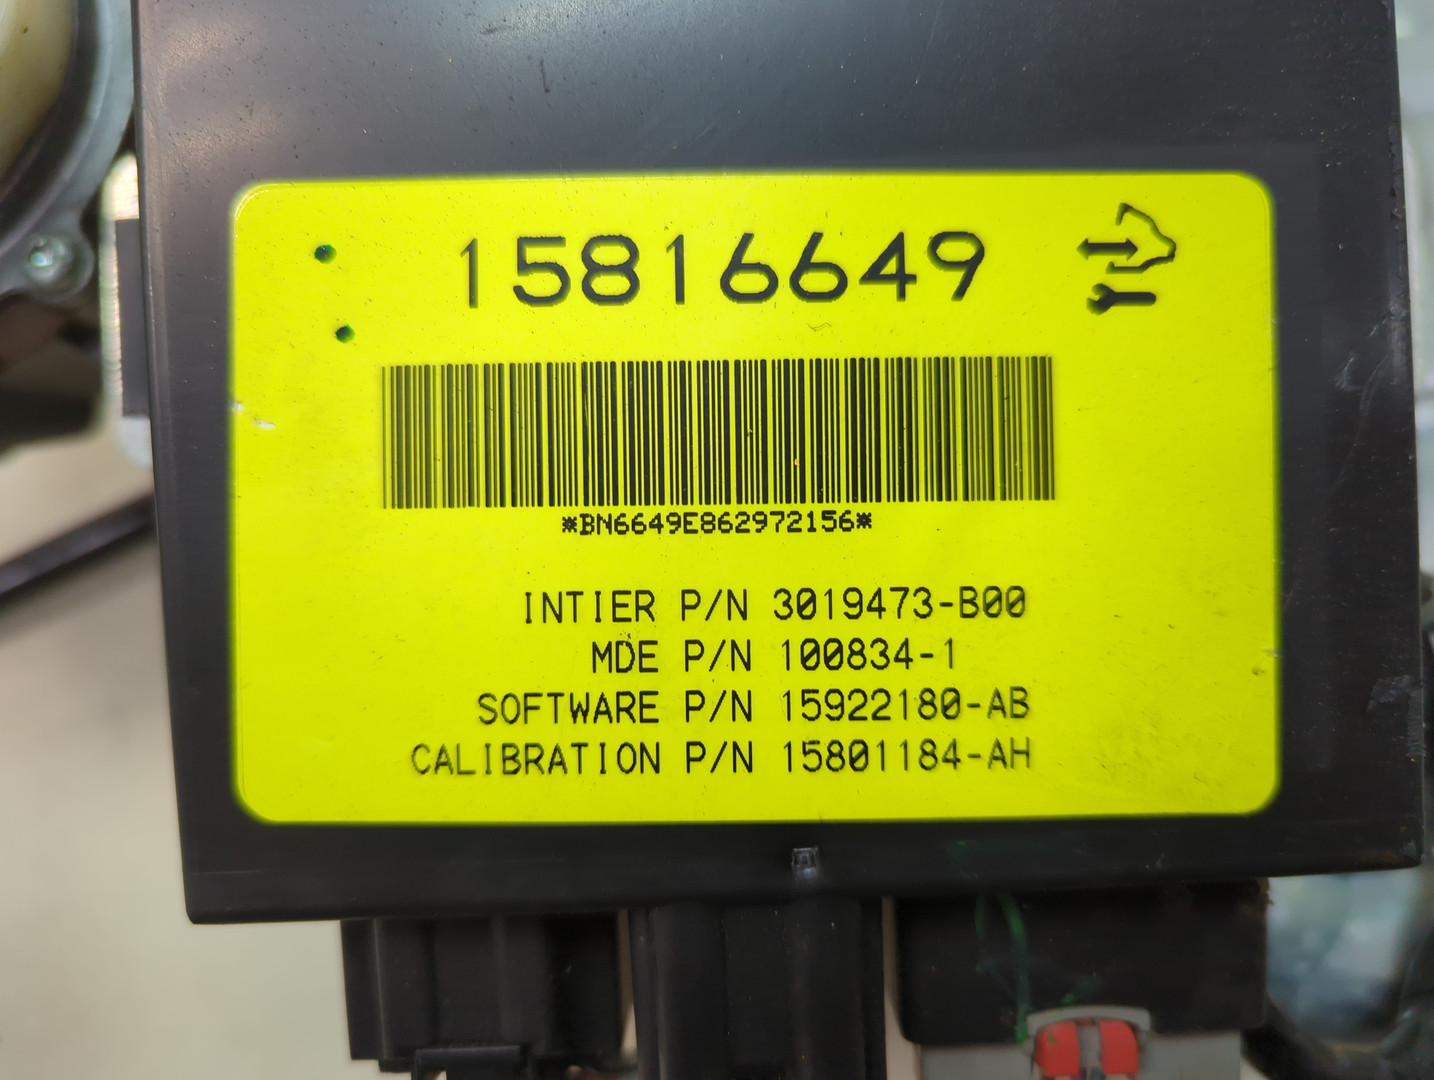 15816649
*BN6649E862972156*
INTIER P/N 3019473-B00
MDE P/N 100834-1
SOFTWARE P/N 15922180-AB
CALIBRATION P/N 15801184-AH